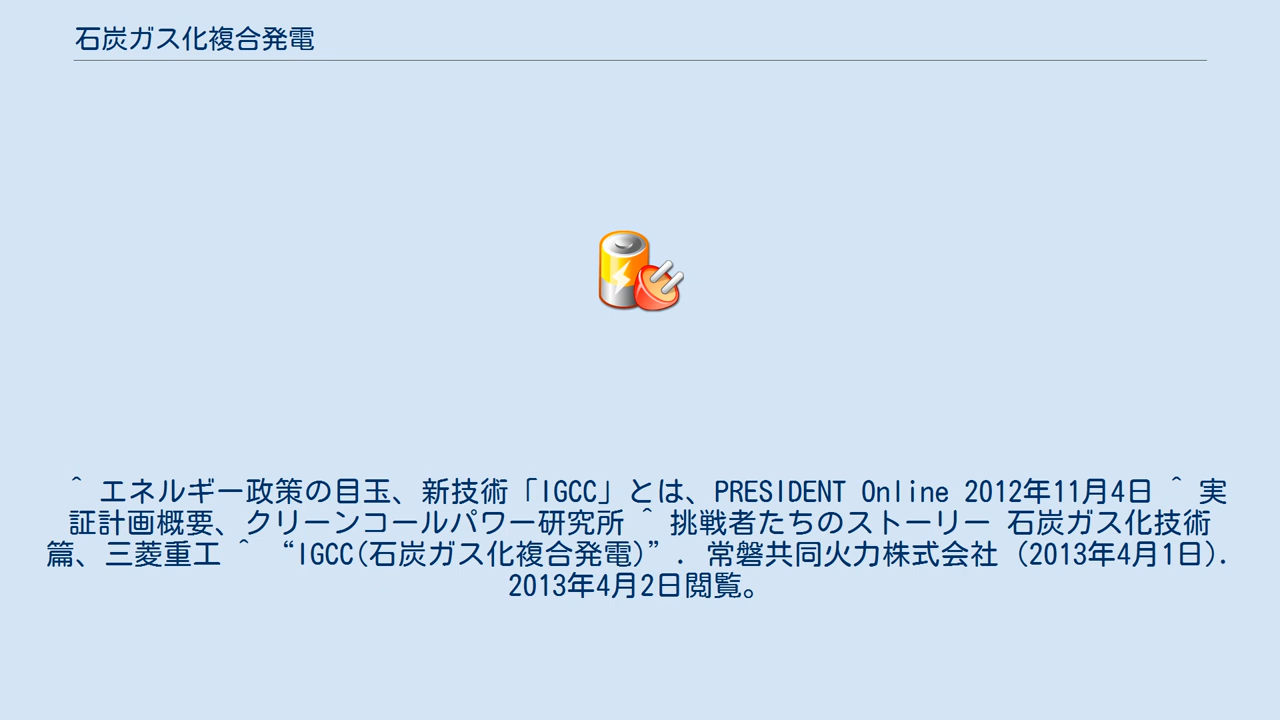 石炭ガス化複合発電
^ エネルギー政策の目玉、新技術「IGCC」とは、PRESIDENT Online 2012年11月4日 ^ 実
証計画概要、クリーンコールパワー研究所 ^ 挑戦者たちのストーリー 石炭ガス化技術
篇、三菱重工 ^ “IGCC(石炭ガス化複合発電)”. 常磐共同火力株式会社 (2013年4月1日).
2013年4月2日閲覧。